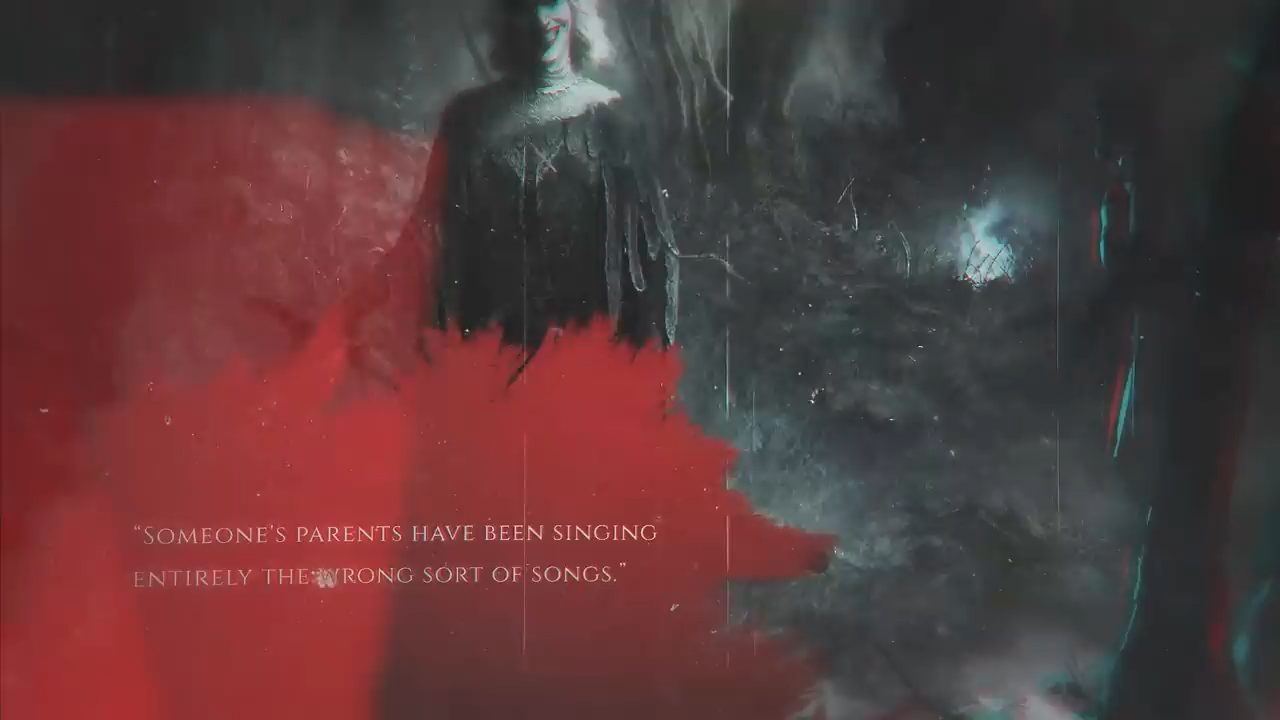 “SOMEONE’S PARENTS HAVE BEEN SINGING
ENTIRELY THE WRONG SORT OF SONGS.”